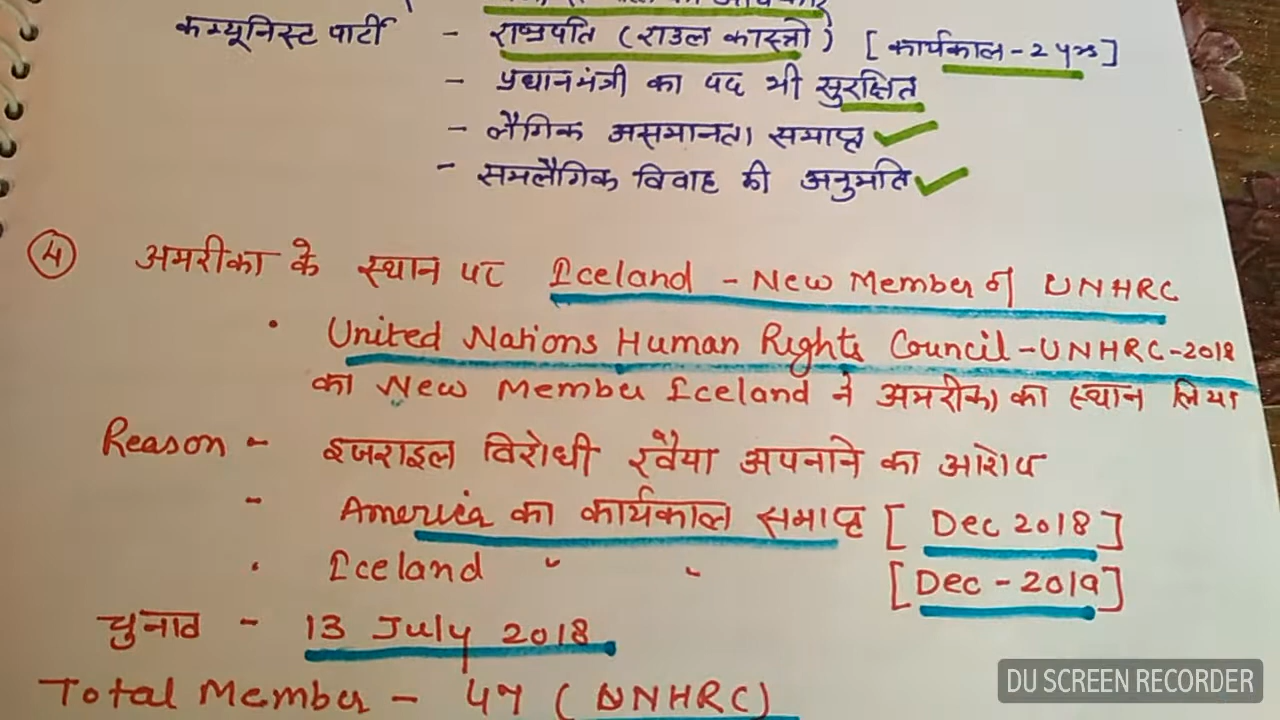 कम्यूनिस्ट पार्टी - राष्ट्रपति (राउल कास्त्रो) [कार्यकाल - 2 yrs]
- प्रधानमंत्री का पद भी सुरक्षित
- लैंगिक असमानता समाप्त
- समलैंगिक विवाह की अनुमति
4 अमरीका के स्थान पर Iceland - New Member of UNHRC
• United Nations Human Rights Council - UNHRC - 2018
का New Member Iceland ने अमरीका का स्थान लिया
Reason - इजराइल विरोधी रवैया अपनाने का आरोप
- America का कार्यकाल समाप्त [Dec 2018]
• Iceland " " [Dec - 2019]
चुनाव - 13 July 2018
Total Member - 47 (UNHRC)
DU SCREEN RECORDER